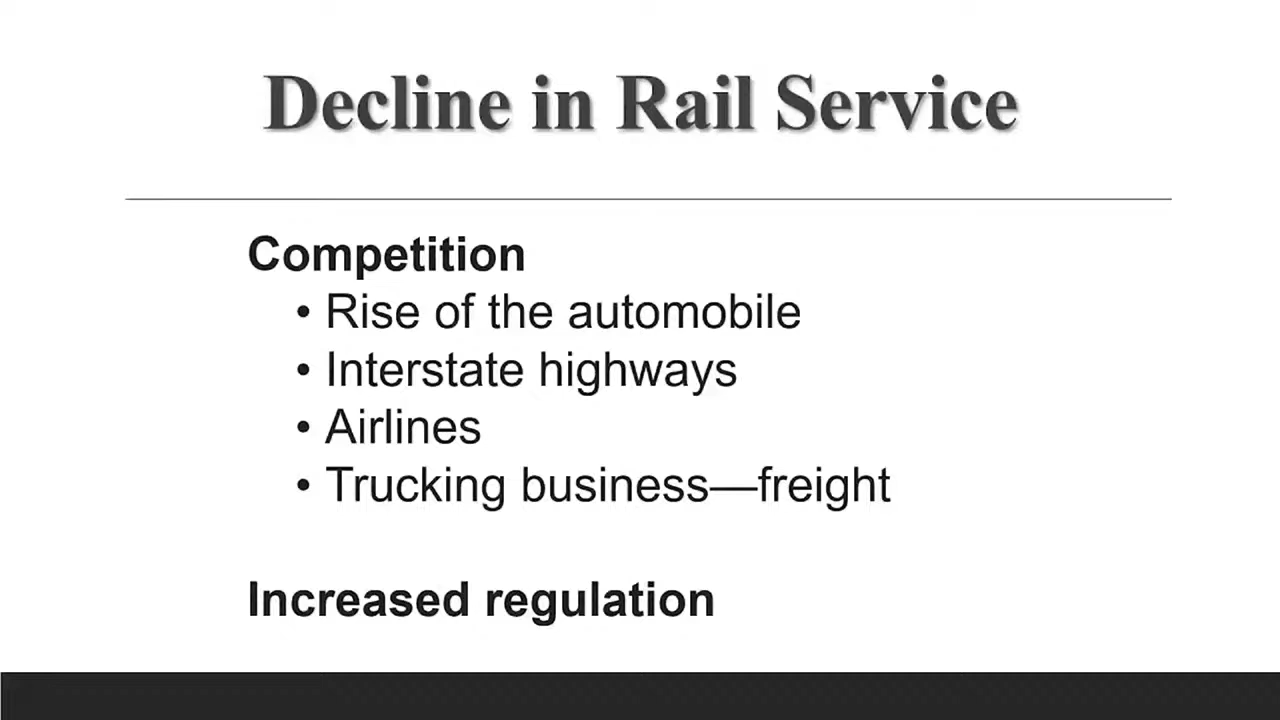 Decline in Rail Service
Competition
• Rise of the automobile
• Interstate highways
• Airlines
• Trucking business—freight
Increased regulation